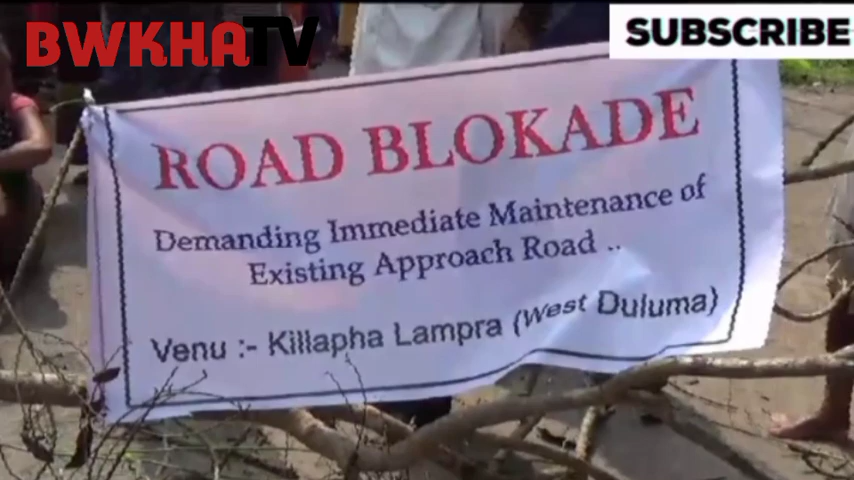 BWKHATV
SUBSCRIBE
ROAD BLOKADE
Demanding Immediate Maintenance of
Existing Approach Road ..
Venu :- Killapha Lampra (West Duluma)